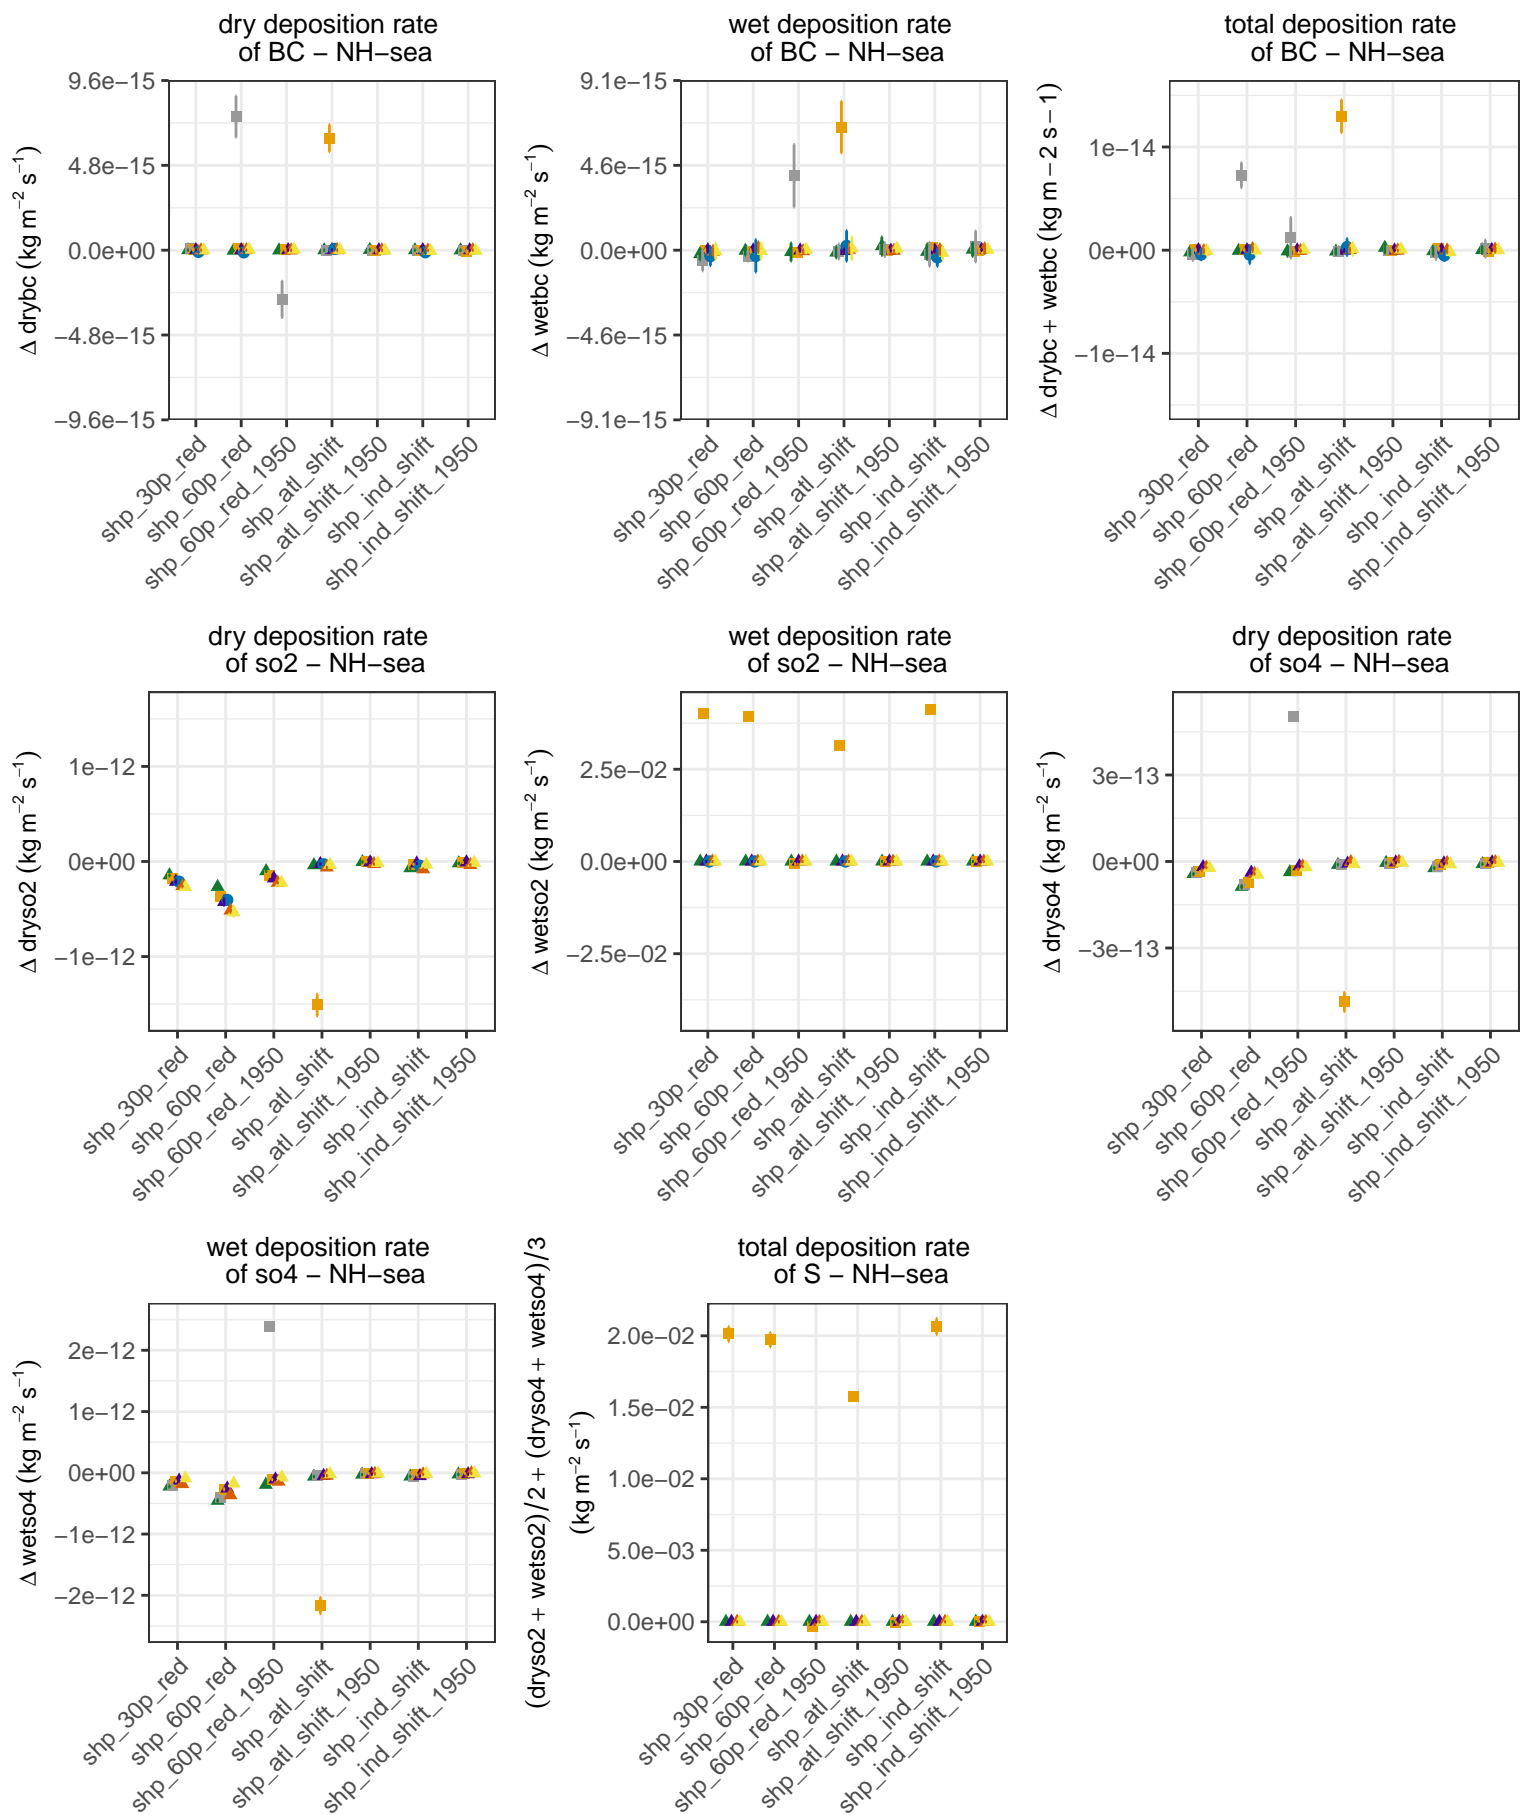 dry deposition rate
of BC − NH−sea
Δ drybc (kg m−2 s−1)
9.6e−15
4.8e−15
0.0e+00
−4.8e−15
−9.6e−15
shp_30p_red
shp_60p_red
shp_60p_red_1950
shp_atl_shift
shp_atl_shift_1950
shp_ind_shift
shp_ind_shift_1950
wet deposition rate
of BC − NH−sea
Δ wetbc (kg m−2 s−1)
9.1e−15
4.6e−15
0.0e+00
−4.6e−15
−9.1e−15
shp_30p_red
shp_60p_red
shp_60p_red_1950
shp_atl_shift
shp_atl_shift_1950
shp_ind_shift
shp_ind_shift_1950
total deposition rate
of BC − NH−sea
Δ drybc + wetbc (kg m − 2 s − 1)
1e−14
0e+00
−1e−14
shp_30p_red
shp_60p_red
shp_60p_red_1950
shp_atl_shift
shp_atl_shift_1950
shp_ind_shift
shp_ind_shift_1950
dry deposition rate
of so2 − NH−sea
Δ dryso2 (kg m−2 s−1)
1e−12
0e+00
−1e−12
shp_30p_red
shp_60p_red
shp_60p_red_1950
shp_atl_shift
shp_atl_shift_1950
shp_ind_shift
shp_ind_shift_1950
wet deposition rate
of so2 − NH−sea
Δ wetso2 (kg m−2 s−1)
2.5e−02
0.0e+00
−2.5e−02
shp_30p_red
shp_60p_red
shp_60p_red_1950
shp_atl_shift
shp_atl_shift_1950
shp_ind_shift
shp_ind_shift_1950
dry deposition rate
of so4 − NH−sea
Δ dryso4 (kg m−2 s−1)
3e−13
0e+00
−3e−13
shp_30p_red
shp_60p_red
shp_60p_red_1950
shp_atl_shift
shp_atl_shift_1950
shp_ind_shift
shp_ind_shift_1950
wet deposition rate
of so4 − NH−sea
Δ wetso4 (kg m−2 s−1)
2e−12
1e−12
0e+00
−1e−12
−2e−12
shp_30p_red
shp_60p_red
shp_60p_red_1950
shp_atl_shift
shp_atl_shift_1950
shp_ind_shift
shp_ind_shift_1950
total deposition rate
of S − NH−sea
(dryso2 + wetso2)/2 + (dryso4 + wetso4)/3
(kg m−2 s−1)
2.0e−02
1.5e−02
1.0e−02
5.0e−03
0.0e+00
shp_30p_red
shp_60p_red
shp_60p_red_1950
shp_atl_shift
shp_atl_shift_1950
shp_ind_shift
shp_ind_shift_1950